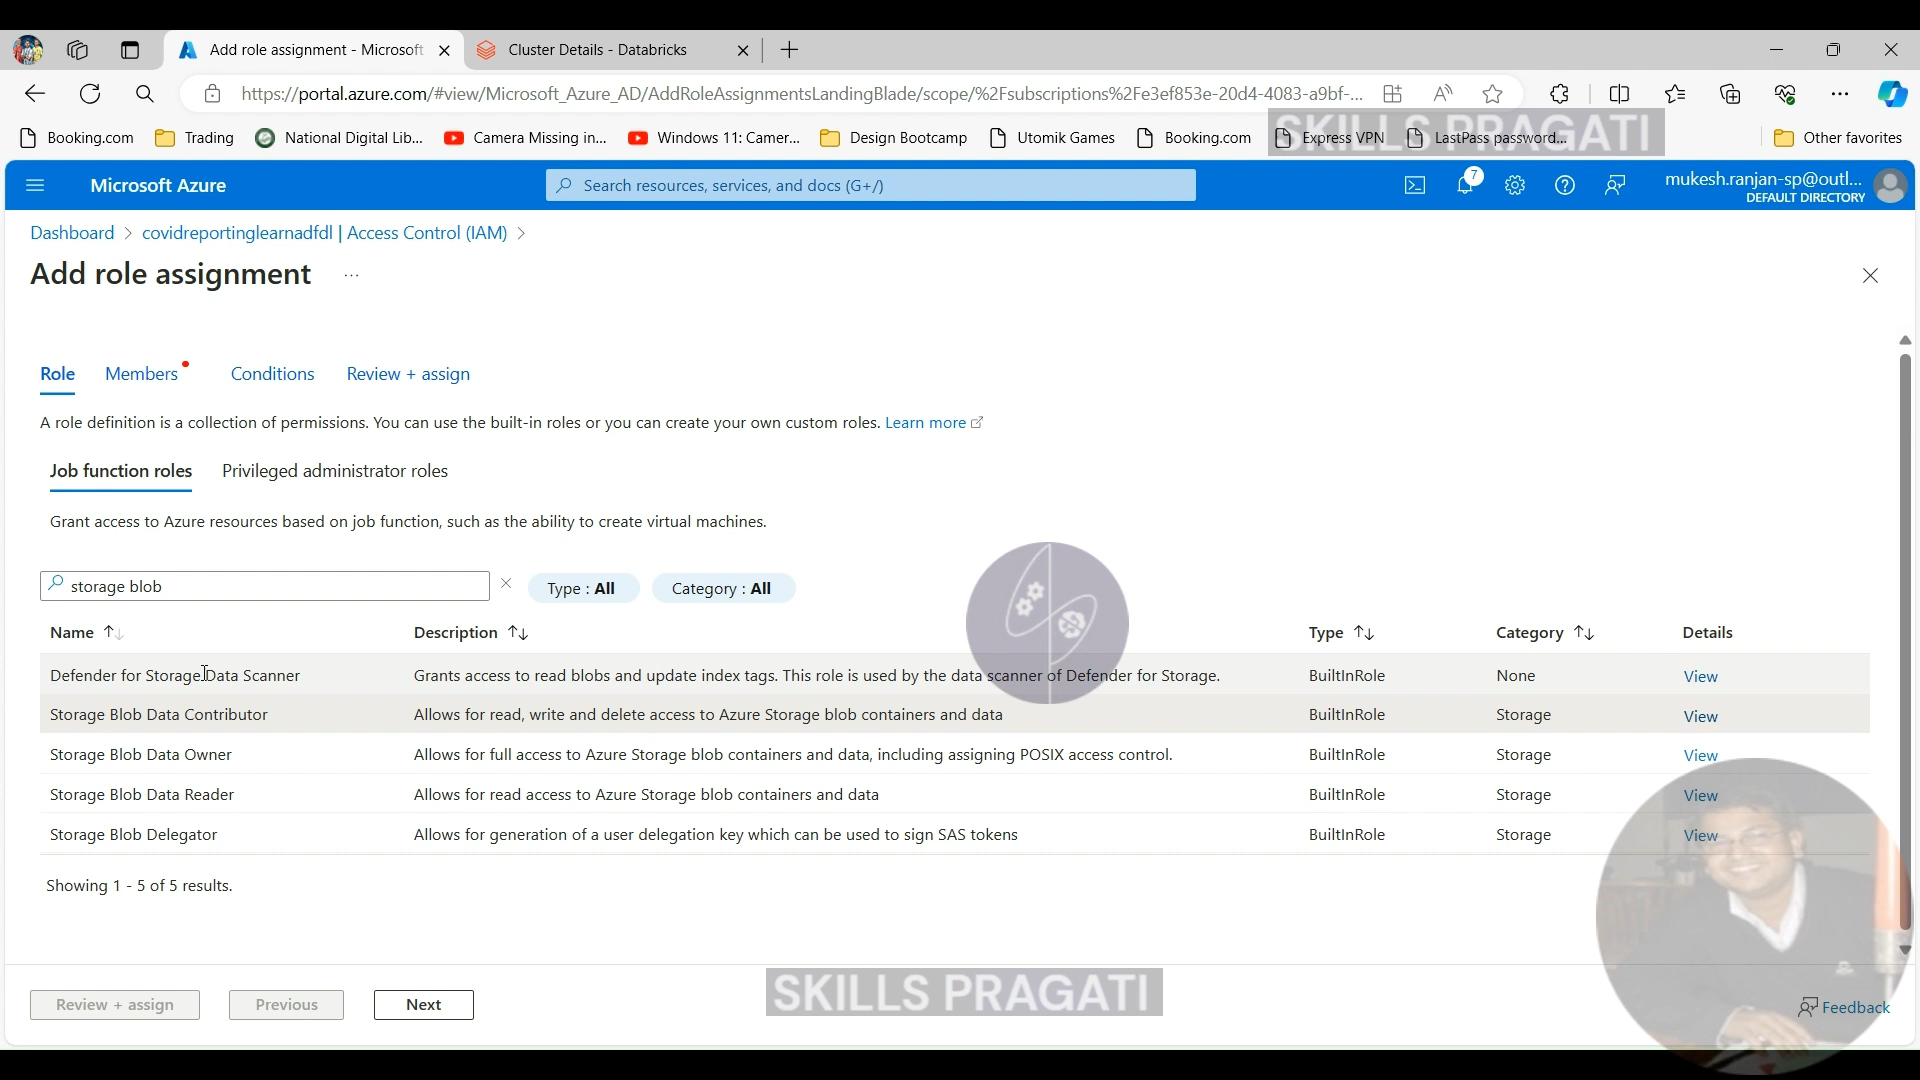 Add role assignment - Microsoft
Cluster Details - Databricks
https://portal.azure.com/#view/Microsoft_Azure_AD/AddRoleAssignmentsLandingBlade/scope/%2Fsubscriptions%2Fe3ef853e-20d4-4083-a9bf-...
Booking.com
Trading
National Digital Lib...
Camera Missing in...
Windows 11: Camer...
Design Bootcamp
Utomik Games
Booking.com
Express VPN
LastPass password...
Other favorites
SKILLS PRAGATI
Microsoft Azure
Search resources, services, and docs (G+/)
7
mukesh.ranjan-sp@outl...
DEFAULT DIRECTORY
Dashboard > covidreportinglearnadfdl | Access Control (IAM) >
Add role assignment ...
Role Members Conditions Review + assign
A role definition is a collection of permissions. You can use the built-in roles or you can create your own custom roles. Learn more
Job function roles Privileged administrator roles
Grant access to Azure resources based on job function, such as the ability to create virtual machines.
storage blob
Type : All
Category : All
Name Description Type Category Details
Defender for Storage Data Scanner Grants access to read blobs and update index tags. This role is used by the data scanner of Defender for Storage. BuiltInRole None View
Storage Blob Data Contributor Allows for read, write and delete access to Azure Storage blob containers and data BuiltInRole Storage View
Storage Blob Data Owner Allows for full access to Azure Storage blob containers and data, including assigning POSIX access control. BuiltInRole Storage View
Storage Blob Data Reader Allows for read access to Azure Storage blob containers and data BuiltInRole Storage View
Storage Blob Delegator Allows for generation of a user delegation key which can be used to sign SAS tokens BuiltInRole Storage View
Showing 1 - 5 of 5 results.
Review + assign Previous Next
SKILLS PRAGATI
Feedback